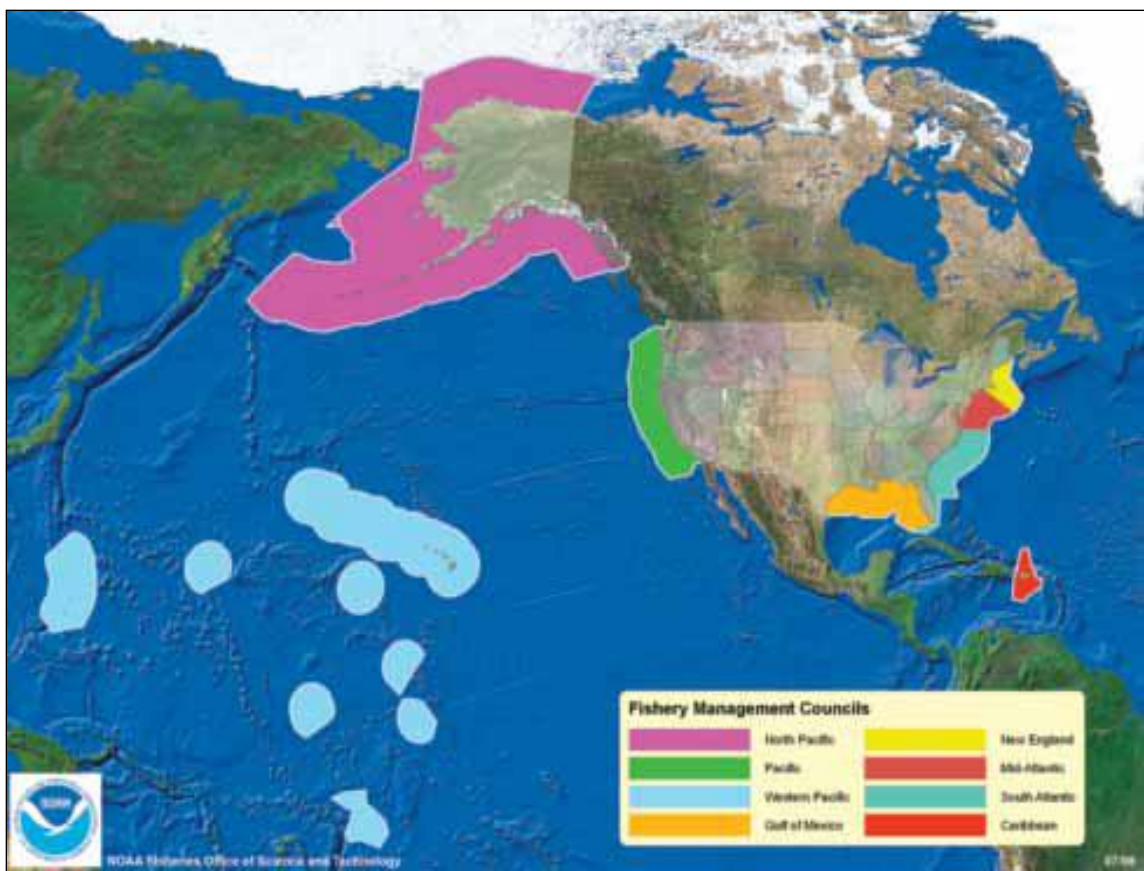 Fishery Management Councils
North Pacific
New England
Pacific
Mid-Atlantic
Western Pacific
South Atlantic
Gulf of Mexico
Caribbean
NOAA
NOAA Fisheries Office of Science and Technology